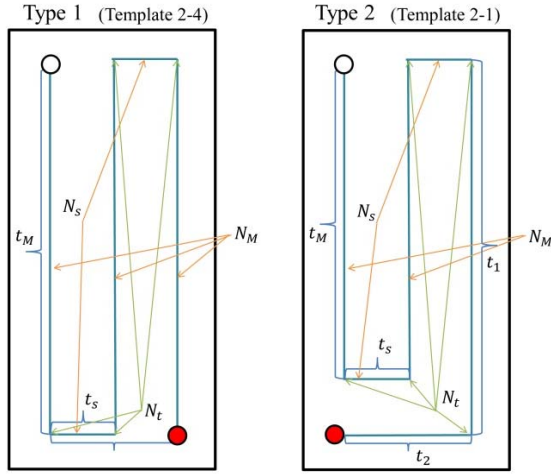 Type 1 (Template 2-4)
N_s
t_M
N_M
t_s
N_t
Type 2 (Template 2-1)
N_s
t_M
N_M
t_1
t_s
N_t
t_2